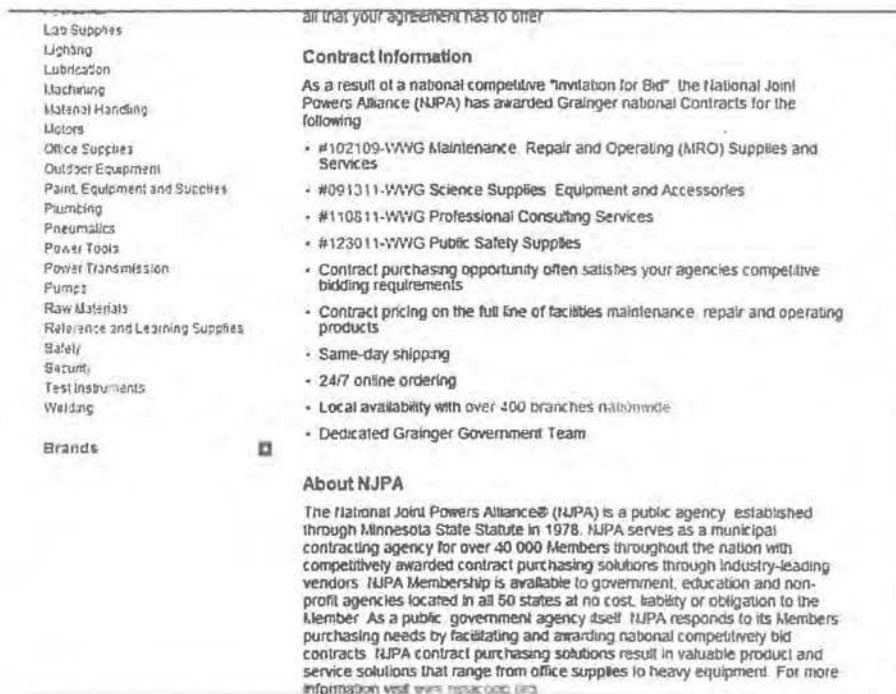 Lab Supplies
Lighting
Lubrication
Machining
Material Handling
Motors
Office Supplies
Outdoor Equipment
Paint, Equipment and Supplies
Plumbing
Pneumatics
Power Tools
Power Transmission
Pumps
Raw Materials
Reference and Learning Supplies
Safety
Security
Test Instruments
Welding
Brands
all that your agreement has to offer
Contract Information
As a result of a national competitive "Invitation for Bid", the National Joint
Powers Alliance (NJPA) has awarded Grainger national Contracts for the
following
• #102109-WWG Maintenance Repair and Operating (MRO) Supplies and
Services
• #091311-WWG Science Supplies Equipment and Accessories
• #110811-WWG Professional Consulting Services
• #123011-WWG Public Safety Supplies
• Contract purchasing opportunity often satisfies your agencies competitive
bidding requirements
• Contract pricing on the full line of facilities maintenance repair and operating
products
• Same-day shipping
• 24/7 online ordering
• Local availability with over 400 branches nationwide
• Dedicated Grainger Government Team
About NJPA
The National Joint Powers Alliance® (NJPA) is a public agency established
through Minnesota State Statute in 1978. NJPA serves as a municipal
contracting agency for over 40 000 Members throughout the nation with
competitively awarded contract purchasing solutions through industry-leading
vendors NJPA Membership is available to government, education and non-
profit agencies located in all 50 states at no cost, liability or obligation to the
Member As a public government agency itself NJPA responds to its Members
purchasing needs by facilitating and awarding national competitively bid
contracts NJPA contract purchasing solutions result in valuable product and
service solutions that range from office supplies to heavy equipment For more
information visit